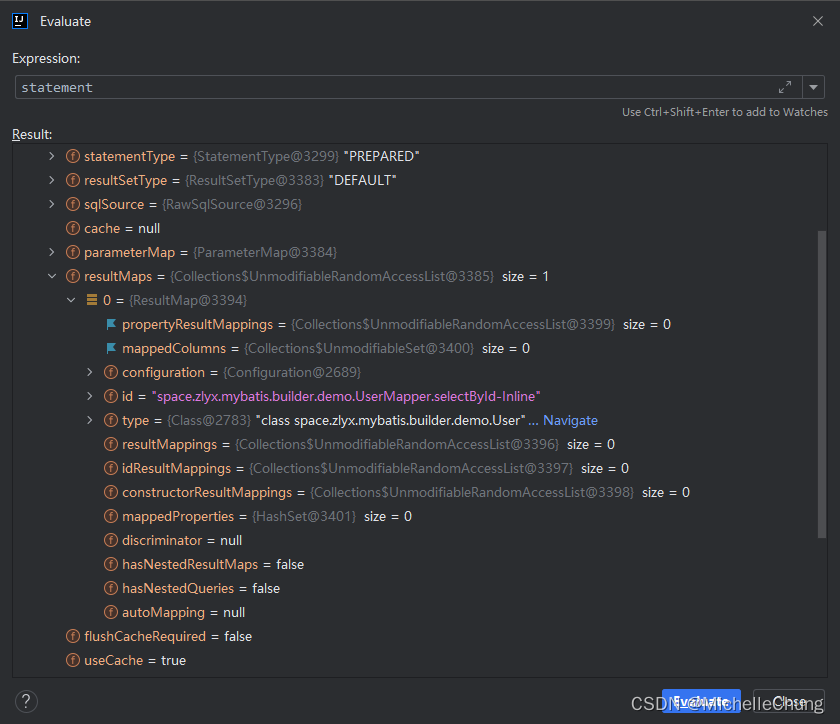 Evaluate
Expression:
statement
Use Ctrl+Shift+Enter to add to Watches
Result:
statementType = {StatementType@3299} "PREPARED"
resultSetType = {ResultSetType@3383} "DEFAULT"
sqlSource = {RawSqlSource@3296}
cache = null
parameterMap = {ParameterMap@3384}
resultMaps = {Collections$UnmodifiableRandomAccessList@3385} size = 1
0 = {ResultMap@3394}
propertyResultMappings = {Collections$UnmodifiableRandomAccessList@3399} size = 0
mappedColumns = {Collections$UnmodifiableSet@3400} size = 0
configuration = {Configuration@2689}
id = "space.zlyx.mybatis.builder.demo.UserMapper.selectById-Inline"
type = {Class@2783} "class space.zlyx.mybatis.builder.demo.User" ... Navigate
resultMappings = {Collections$UnmodifiableRandomAccessList@3396} size = 0
idResultMappings = {Collections$UnmodifiableRandomAccessList@3397} size = 0
constructorResultMappings = {Collections$UnmodifiableRandomAccessList@3398} size = 0
mappedProperties = {HashSet@3401} size = 0
discriminator = null
hasNestedResultMaps = false
hasNestedQueries = false
autoMapping = null
flushCacheRequired = false
useCache = true
? Evaluate Close
CSDN @MichelleChung